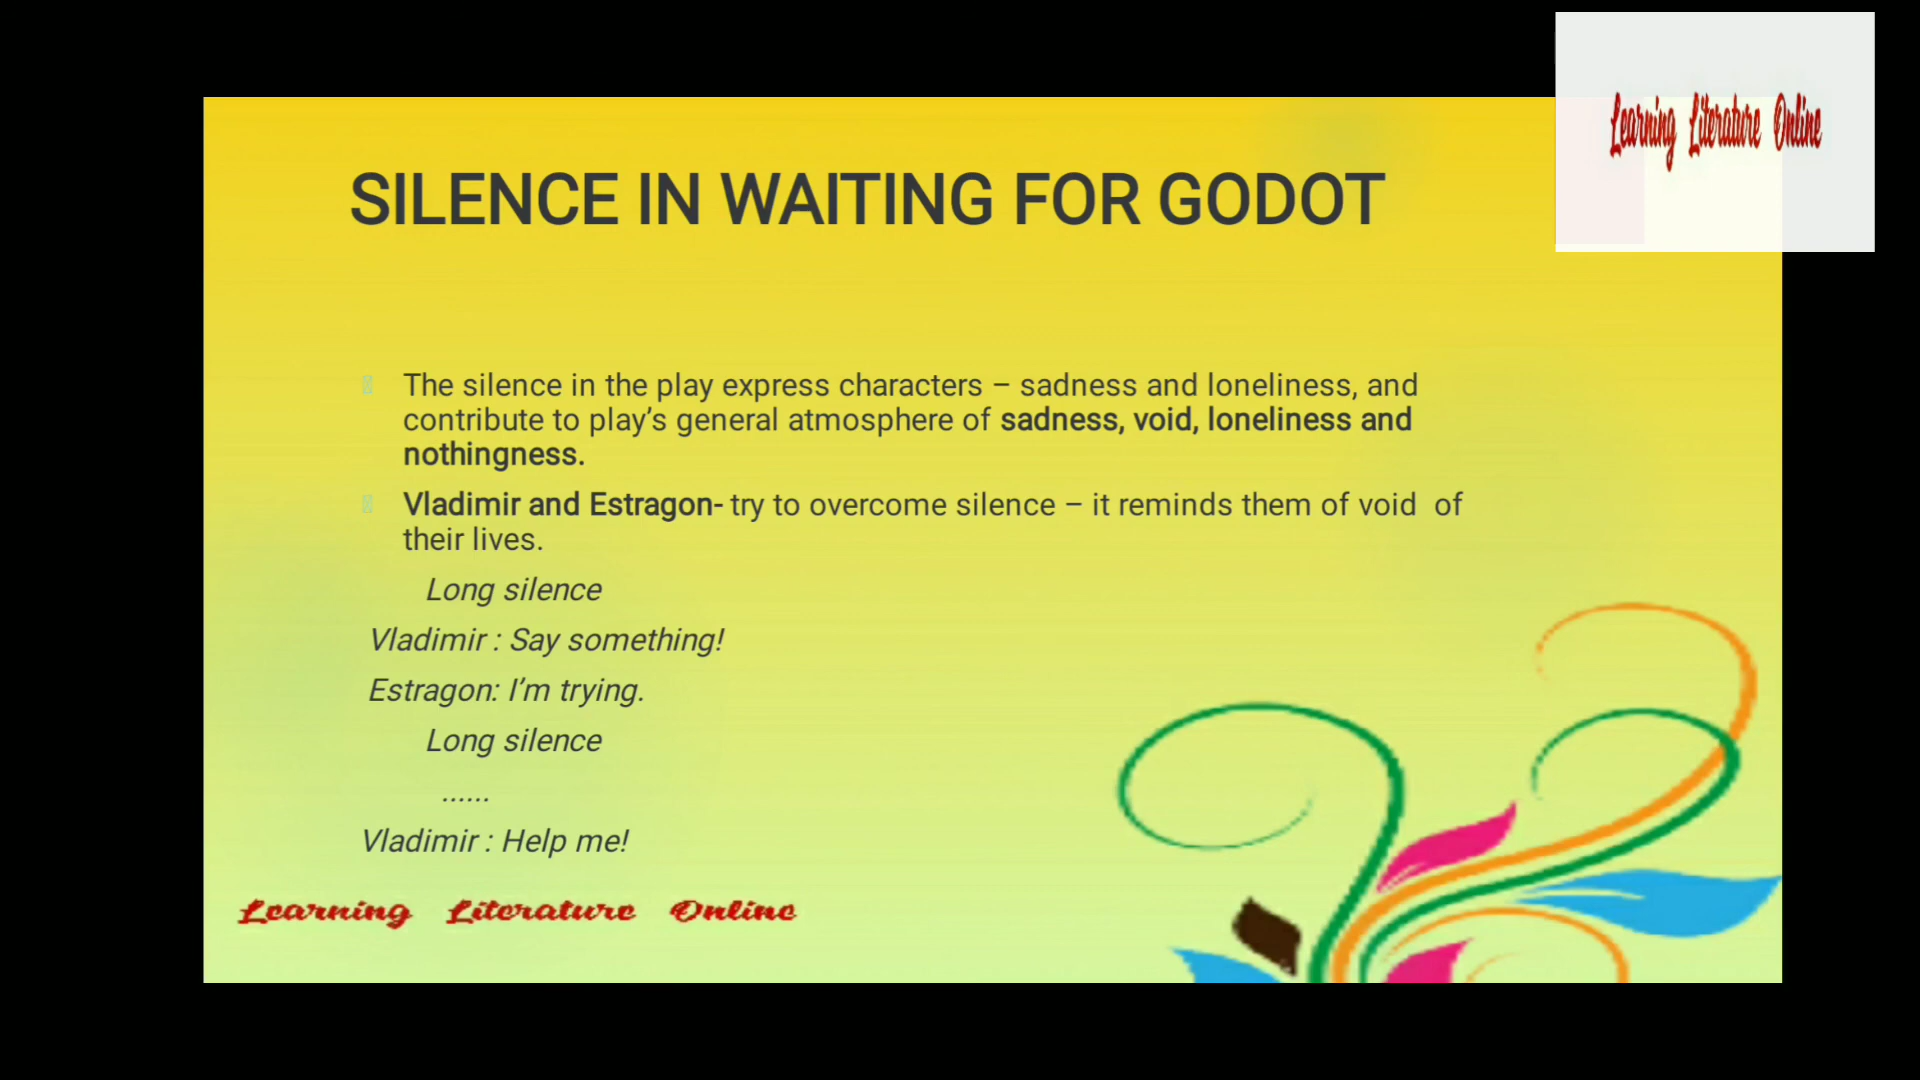 Learning Literature Online
SILENCE IN WAITING FOR GODOT
The silence in the play express characters – sadness and loneliness, and
contribute to play’s general atmosphere of sadness, void, loneliness and
nothingness.
Vladimir and Estragon- try to overcome silence – it reminds them of void  of
their lives.
Long silence
Vladimir : Say something!
Estragon: I’m trying.
Long silence
......
Vladimir : Help me!
Learning Literature Online